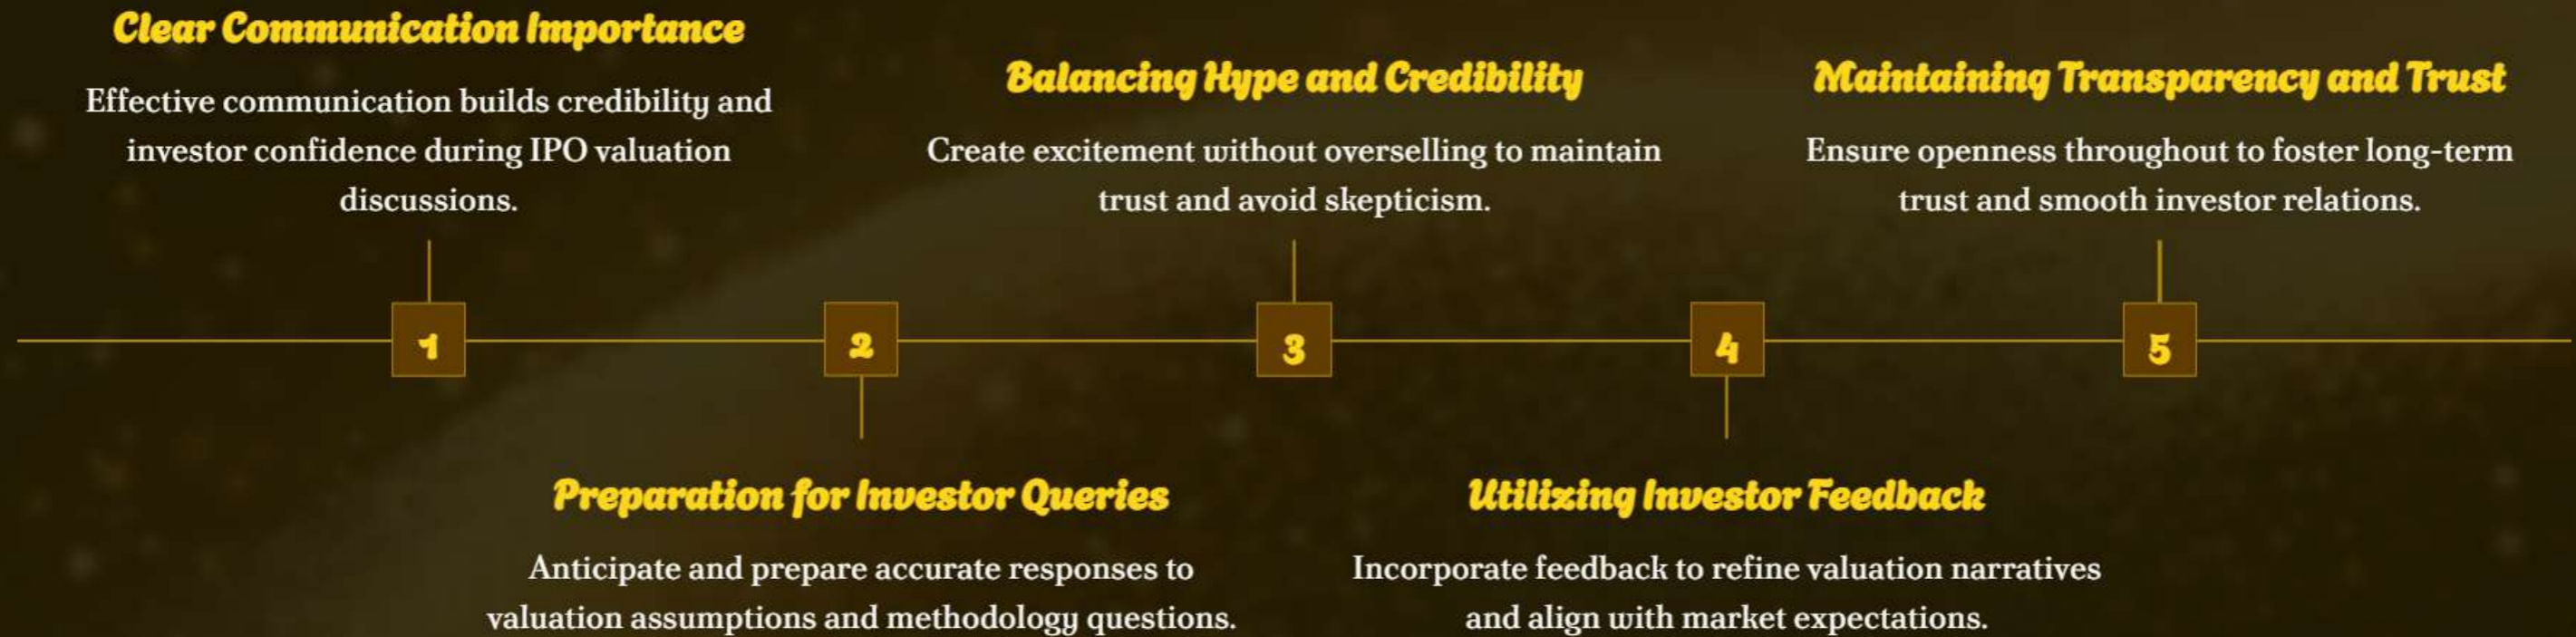 Clear Communication Importance
Effective communication builds credibility and
investor confidence during IPO valuation
discussions.
1
Preparation for Investor Queries
Anticipate and prepare accurate responses to
valuation assumptions and methodology questions.
2
Balancing Hype and Credibility
Create excitement without overselling to maintain
trust and avoid skepticism.
3
Utilizing Investor Feedback
Incorporate feedback to refine valuation narratives
and align with market expectations.
4
Maintaining Transparency and Trust
Ensure openness throughout to foster long-term
trust and smooth investor relations.
5